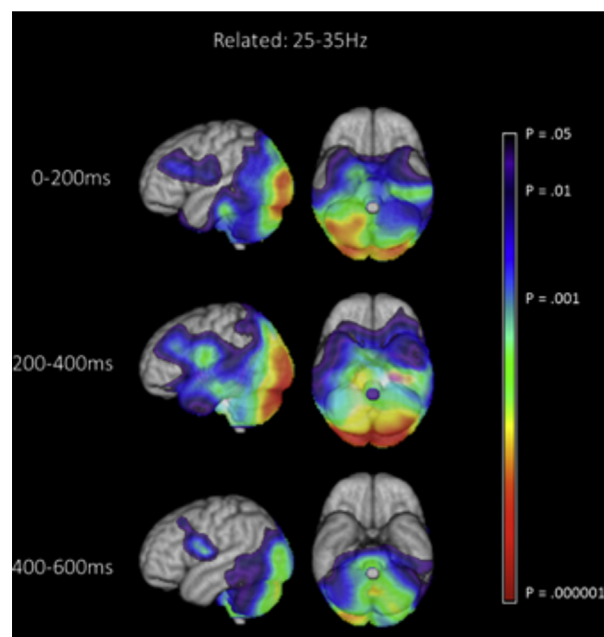 Related: 25-35Hz
P = .05
0-200ms
P = .01
P = .001
200-400ms
400-600ms
P = .000001